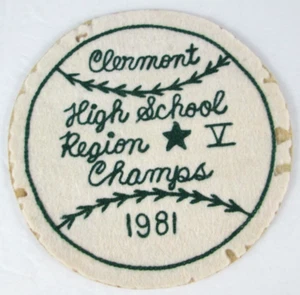 Clermont
High School
Region ★ V
Champs
1981